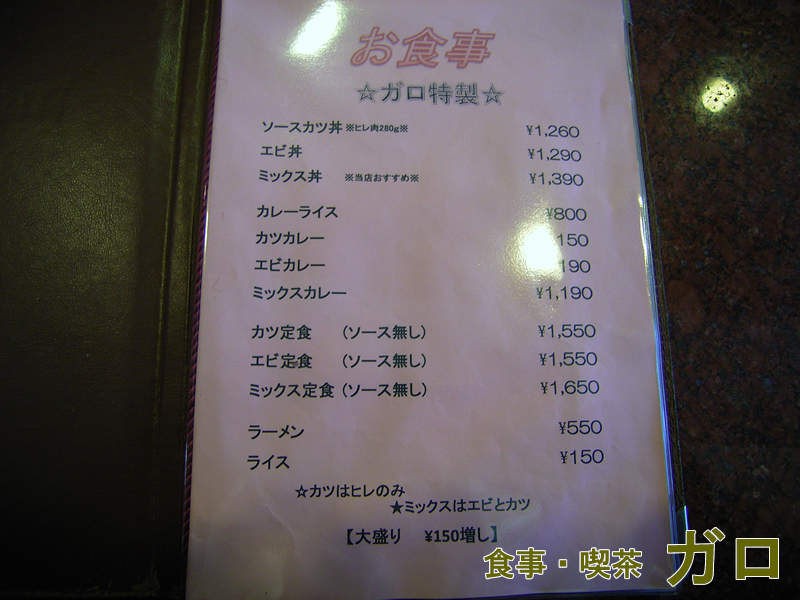 お食事
☆ガロ特製☆
ソースカツ丼 ※ヒレ肉280g※ ¥1,260
エビ丼 ¥1,290
ミックス丼 ※当店おすすめ※ ¥1,390
カレーライス ¥800
カツカレー 150
エビカレー 190
ミックスカレー ¥1,190
カツ定食 (ソース無し) ¥1,550
エビ定食 (ソース無し) ¥1,550
ミックス定食 (ソース無し) ¥1,650
ラーメン ¥550
ライス ¥150
☆カツはヒレのみ
★ミックスはエビとカツ
【大盛り ¥150増し】
食事・喫茶 ガロ